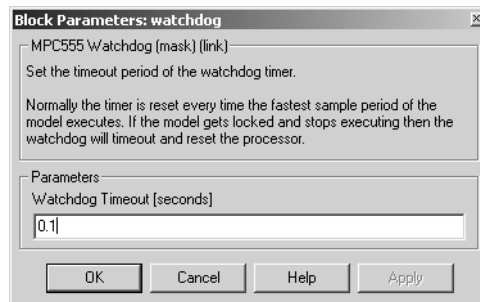 Block Parameters: watchdog
MPC555 Watchdog (mask) (link)
Set the timeout period of the watchdog timer.
Normally the timer is reset every time the fastest sample period of the
model executes. If the model gets locked and stops executing then the
watchdog will timeout and reset the processor.
Parameters
Watchdog Timeout [seconds]
0.1
OK Cancel Help Apply